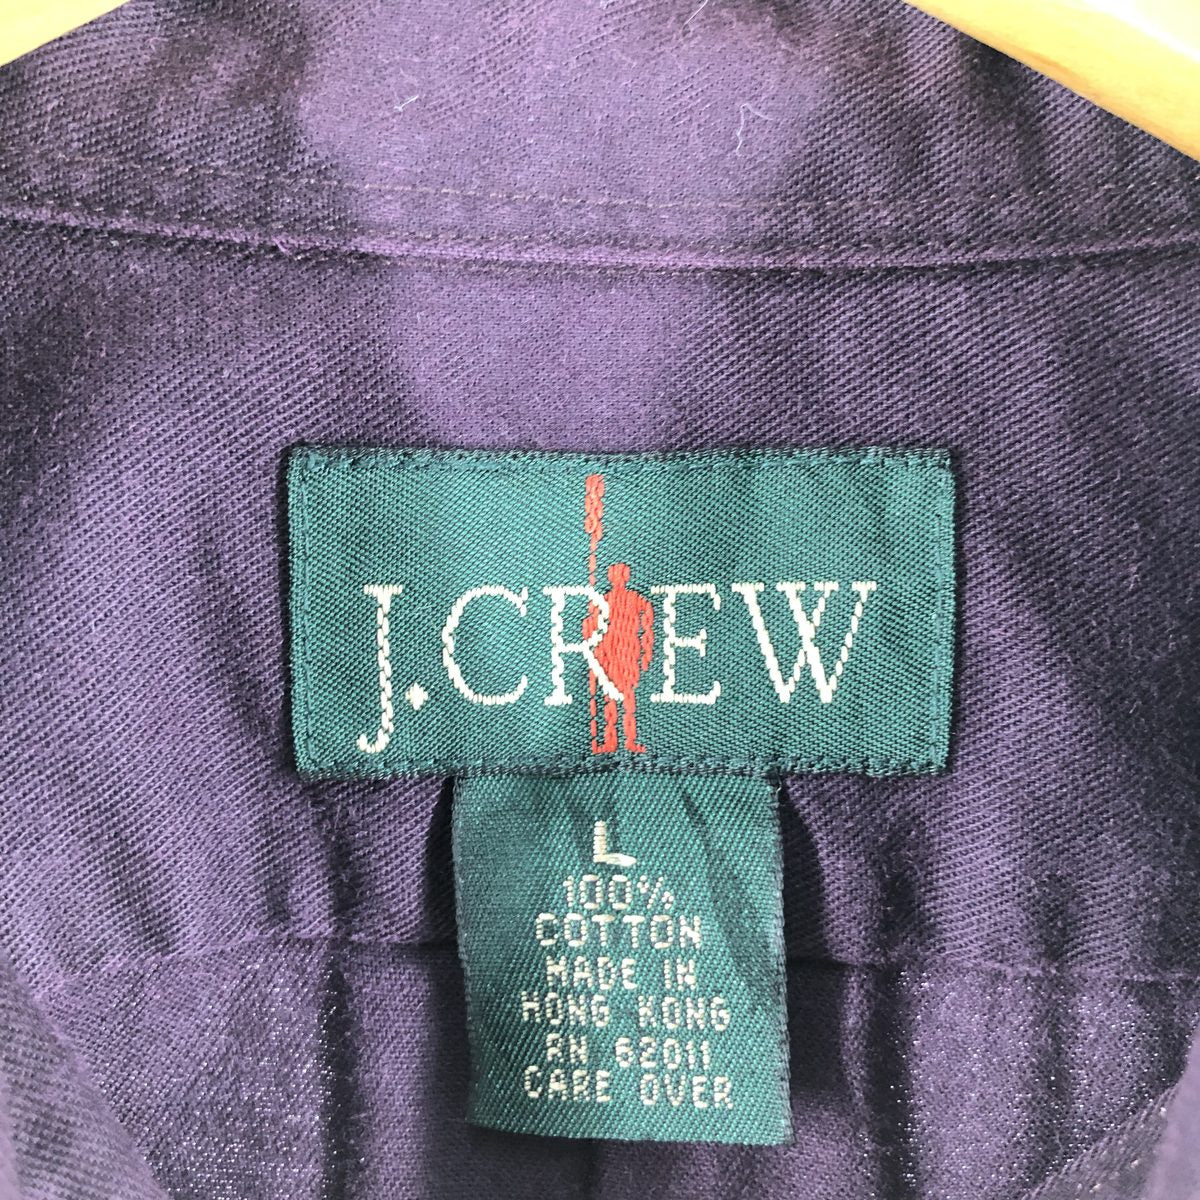 J.CREW
L
100%
COTTON
MADE IN
HONG KONG
RN 62011
CARE OVER